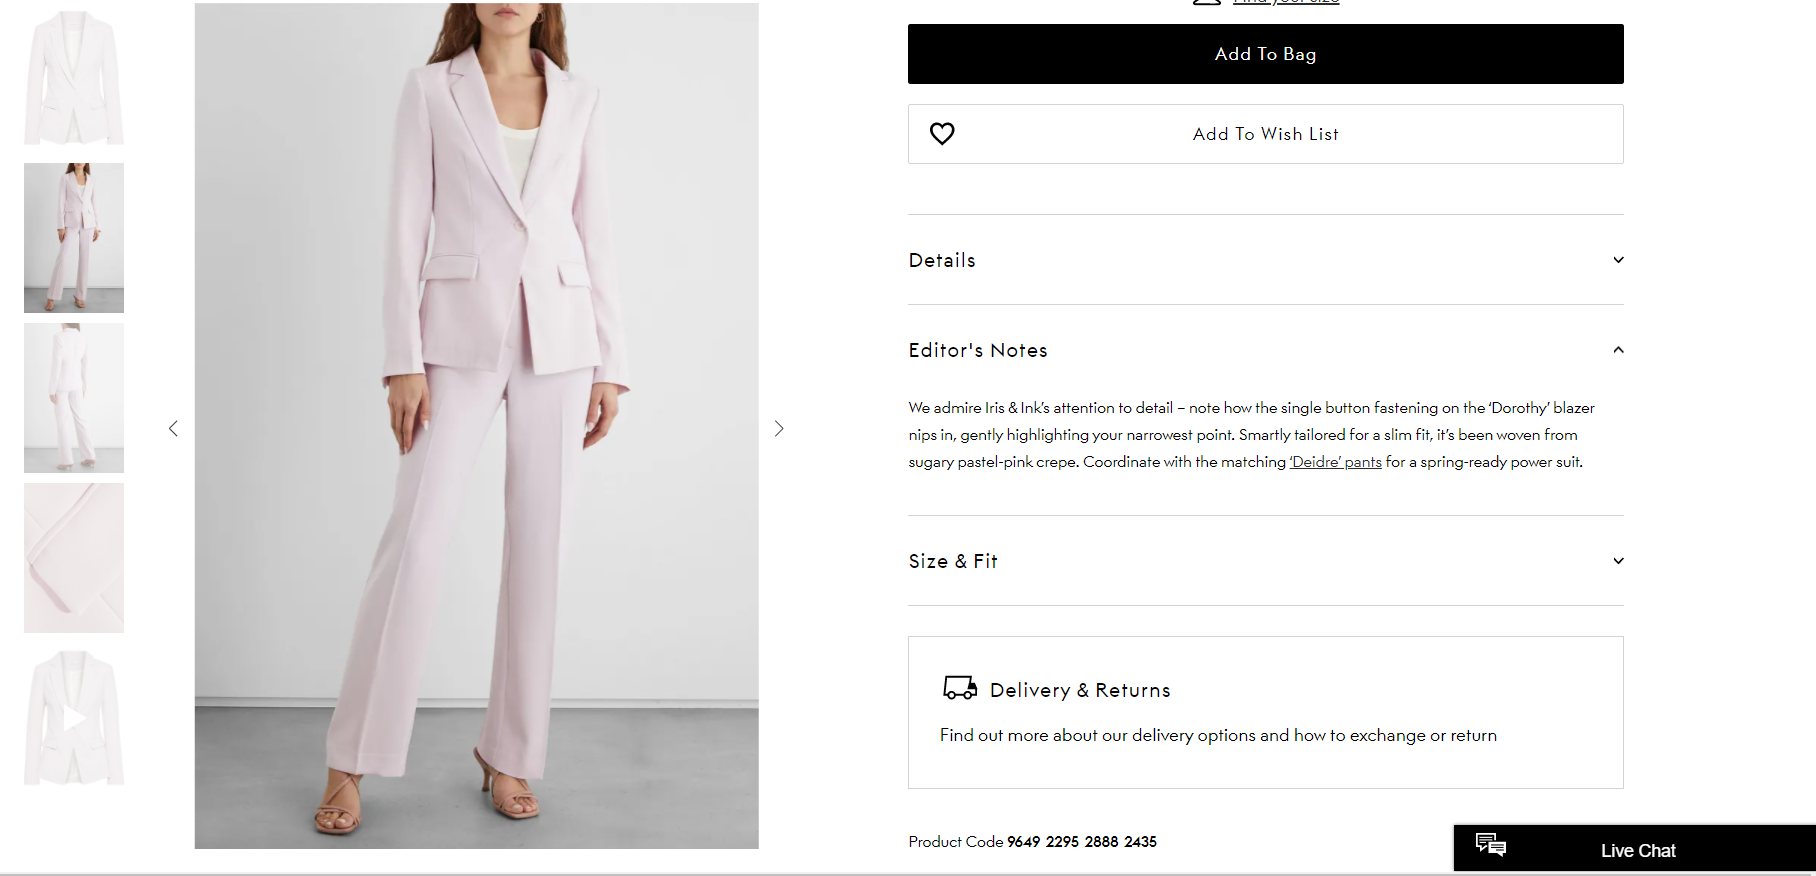 Find your size
Add To Bag
Add To Wish List
Details
Editor's Notes
We admire Iris & Ink’s attention to detail – note how the single button fastening on the ‘Dorothy’ blazer
nips in, gently highlighting your narrowest point. Smartly tailored for a slim fit, it’s been woven from
sugary pastel-pink crepe. Coordinate with the matching ‘Deidre’ pants for a spring-ready power suit.
Size & Fit
Delivery & Returns
Find out more about our delivery options and how to exchange or return
Product Code 9649 2295 2888 2435
Live Chat